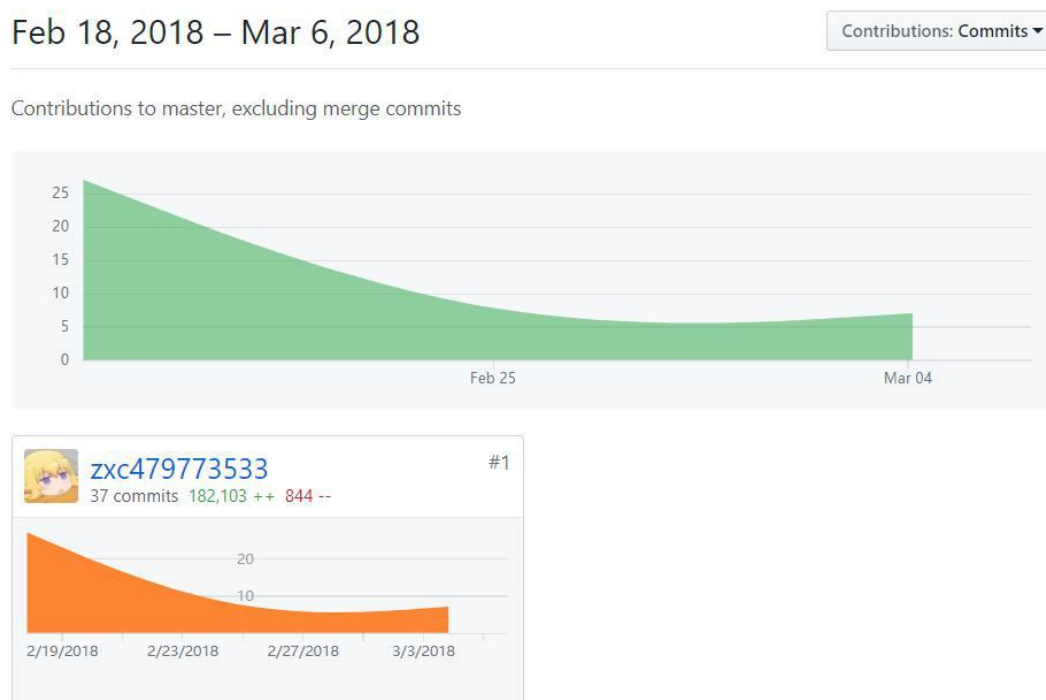 Feb 18, 2018 – Mar 6, 2018
Contributions: Commits
Contributions to master, excluding merge commits
25
20
15
10
5
0
Feb 25 Mar 04
zxc479773533 #1
37 commits 182,103 ++ 844 --
20
10
2/19/2018 2/23/2018 2/27/2018 3/3/2018